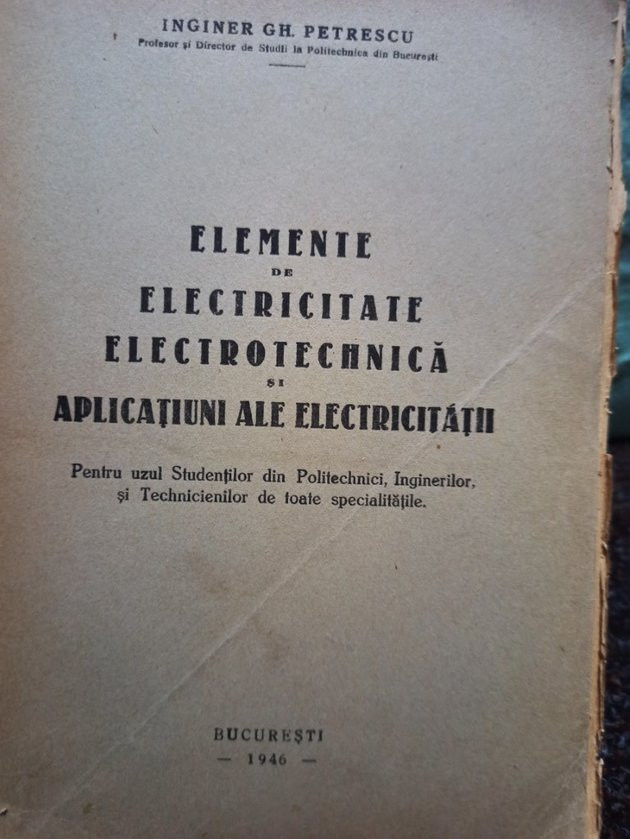 INGINER GH. PETRESCU
Profesor și Director de Studii la Politechnica din București
ELEMENTE
DE
ELECTRICITATE
ELECTROTECHNICĂ
ȘI
APLICAȚIUNI ALE ELECTRICITĂȚII
Pentru uzul Studenților din Politechnici, Inginerilor,
și Technicienilor de toate specialitățile.
BUCUREȘTI
— 1946 —